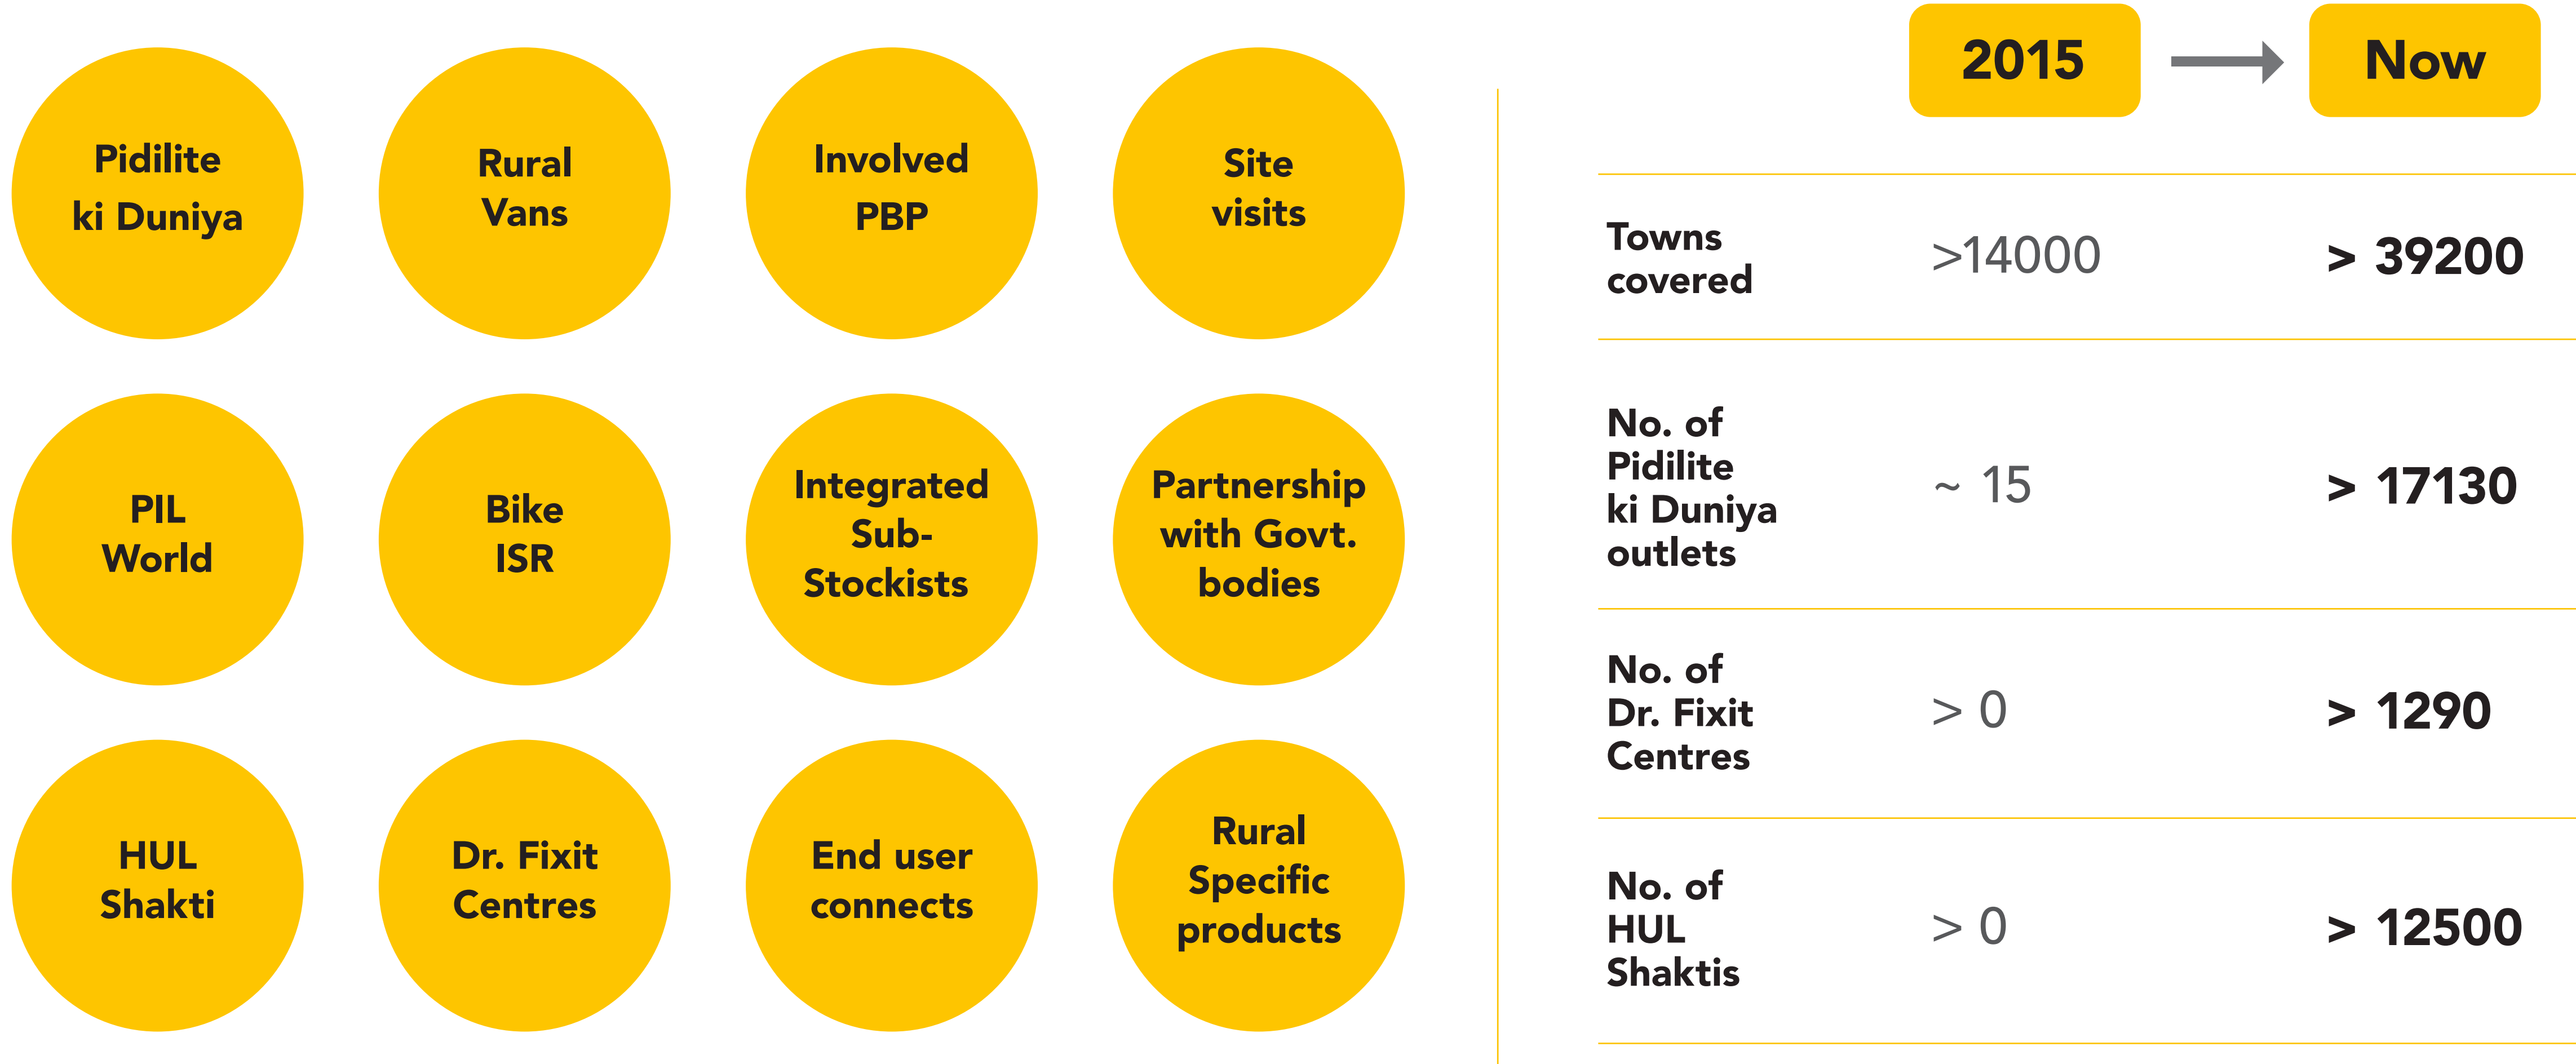 Pidilite
ki Duniya
Rural
Vans
Involved
PBP
Site
visits
PIL
World
Bike
ISR
Integrated
Sub-
Stockists
Partnership
with Govt.
bodies
HUL
Shakti
Dr. Fixit
Centres
End user
connects
Rural
Specific
products
2015
Now
Towns
covered
>14000
> 39200
No. of
Pidilite
ki Duniya
outlets
~ 15
> 17130
No. of
Dr. Fixit
Centres
> 0
> 1290
No. of
HUL
Shaktis
> 0
> 12500